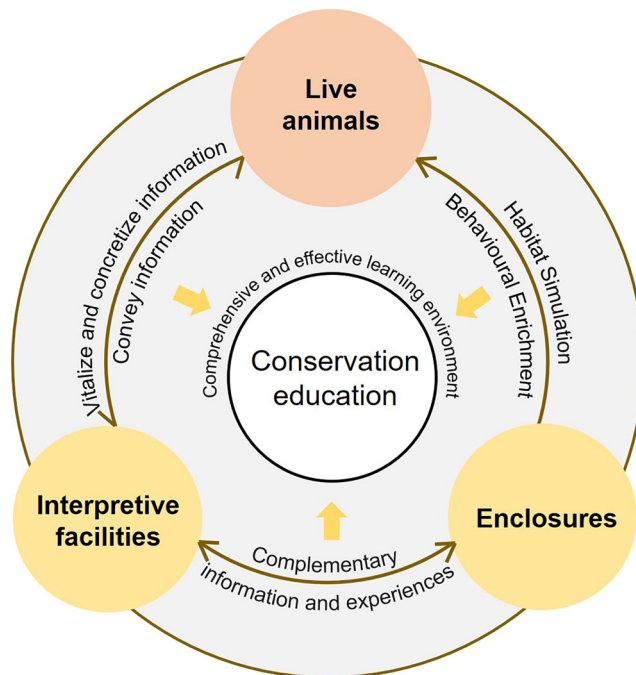 Live
animals
Vitalize and concretize information
Convey information
Habitat Simulation
Behavioural Enrichment
Comprehensive and effective learning environment
Conservation
education
Interpretive
facilities
Enclosures
Complementary
information and experiences